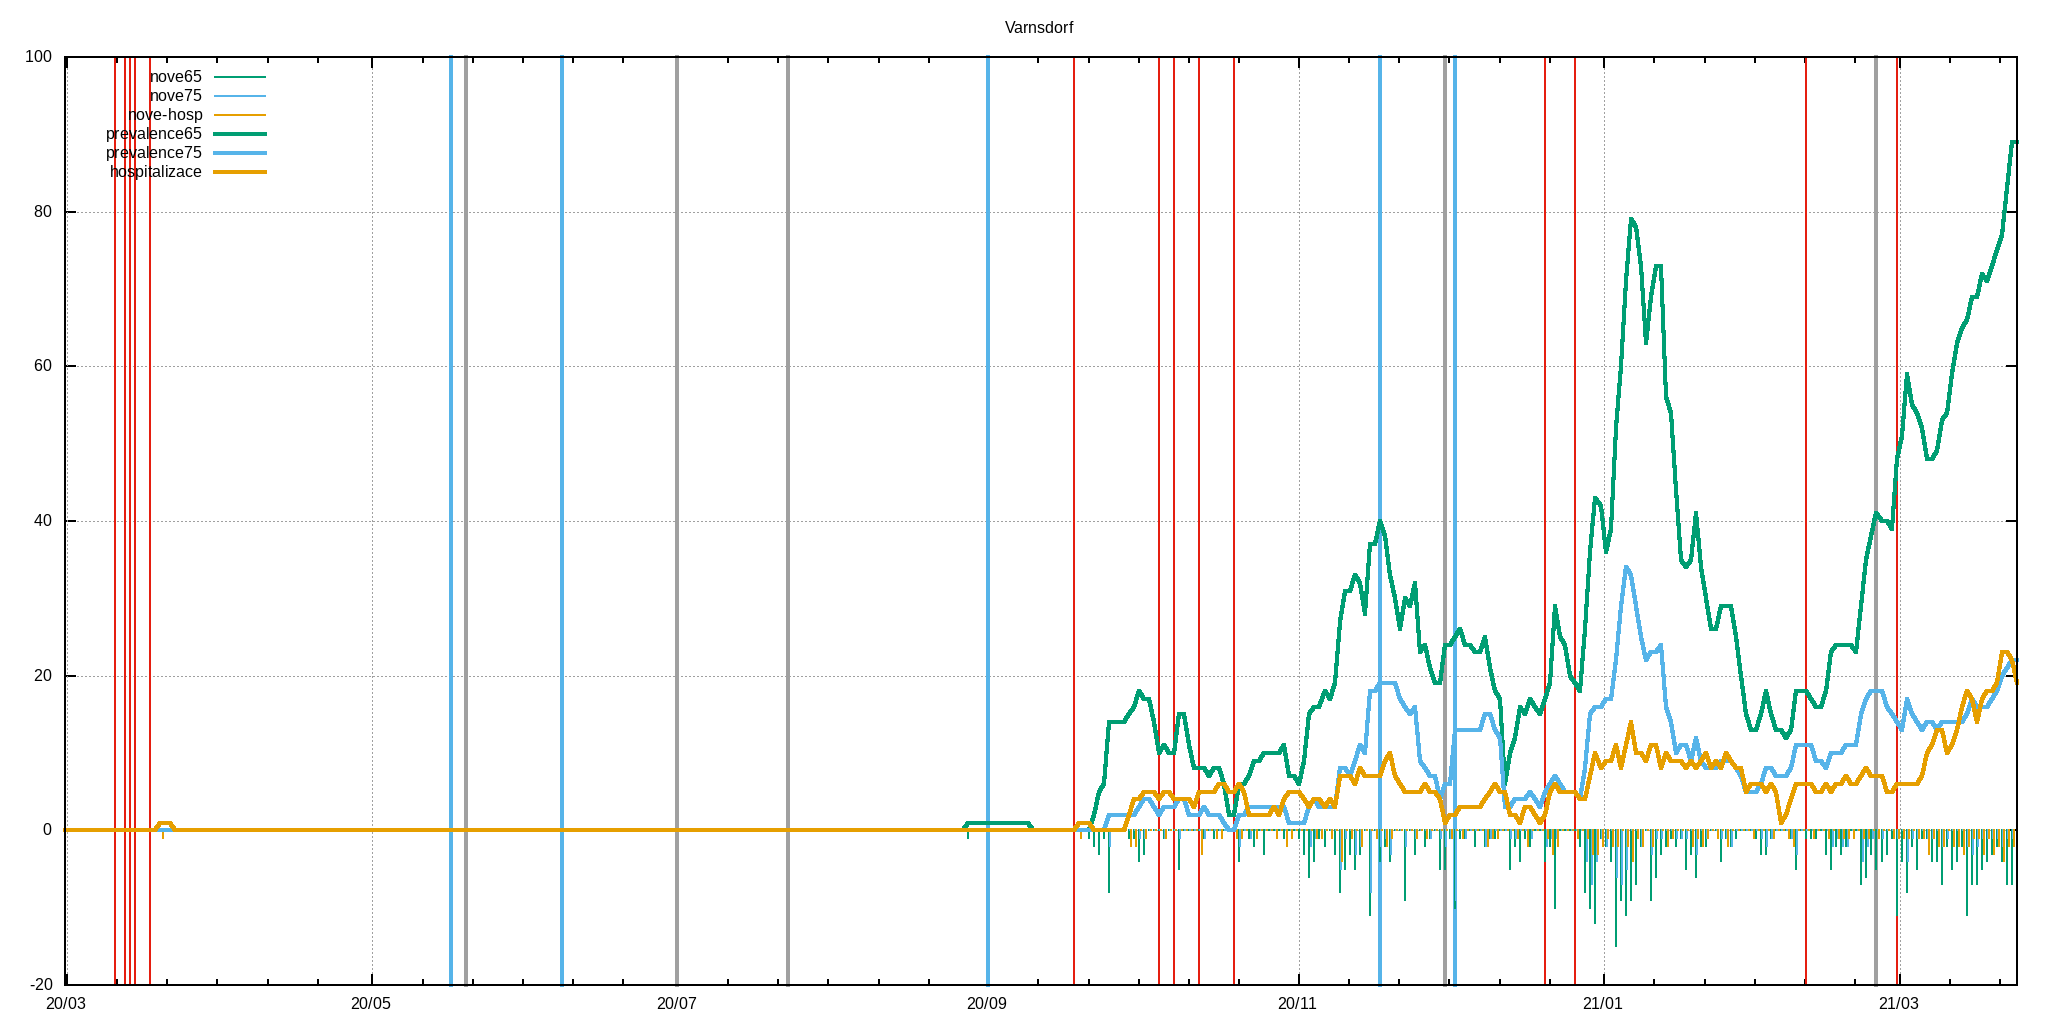 Varnsdorf
100
nove65
nove75
nove-hosp
prevalence65
prevalence75
hospitalizace
80
60
40
20
0
-20
20/03 20/05 20/07 20/09 20/11 21/01 21/03